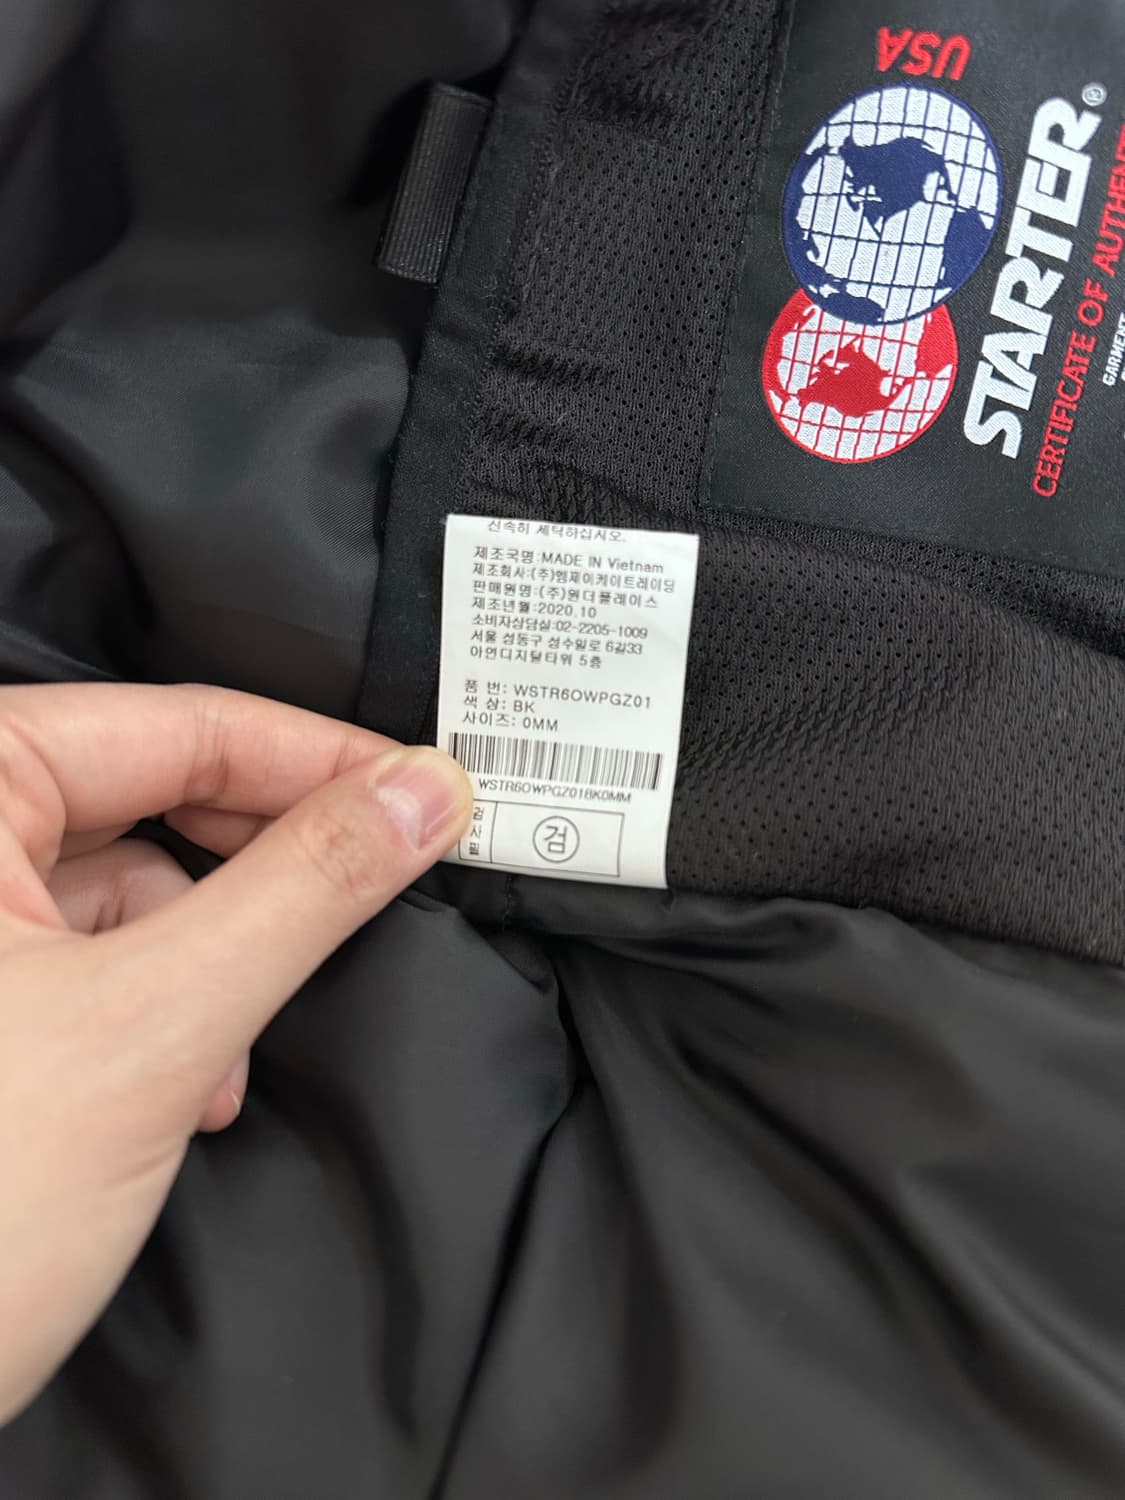 USA
STARTER®
CERTIFICATE OF
GARMENT
신속히 세탁하십시오.
제조국명:MADE IN Vietnam
제조회사:(주)엠제이케이트레이딩
판매원명:(주)원더플레이스
제조년월:2020.10
소비자상담실:02-2205-1009
서울 성동구 성수일로 6길33
아연디지털타워 5층
품 번: WSTR6OWPGZ01
색 상: BK
사이즈: 0MM
WSTR6OWPGZ01BK0MM
검사필
검